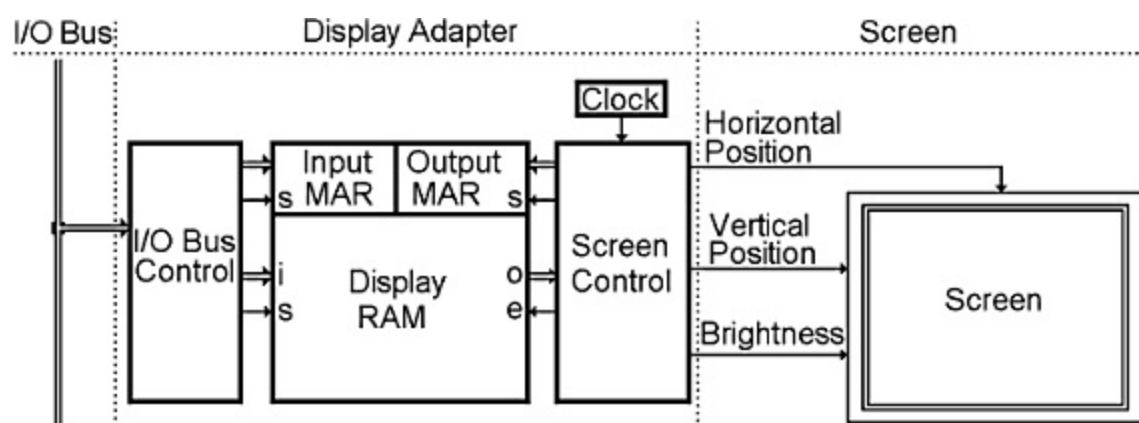 I/O Bus
Display Adapter
Screen
Clock
Horizontal
Position
Input
MAR
Output
MAR
s
s
I/O Bus
Control
i
s
Display
RAM
o
e
Screen
Control
Vertical
Position
Brightness
Screen